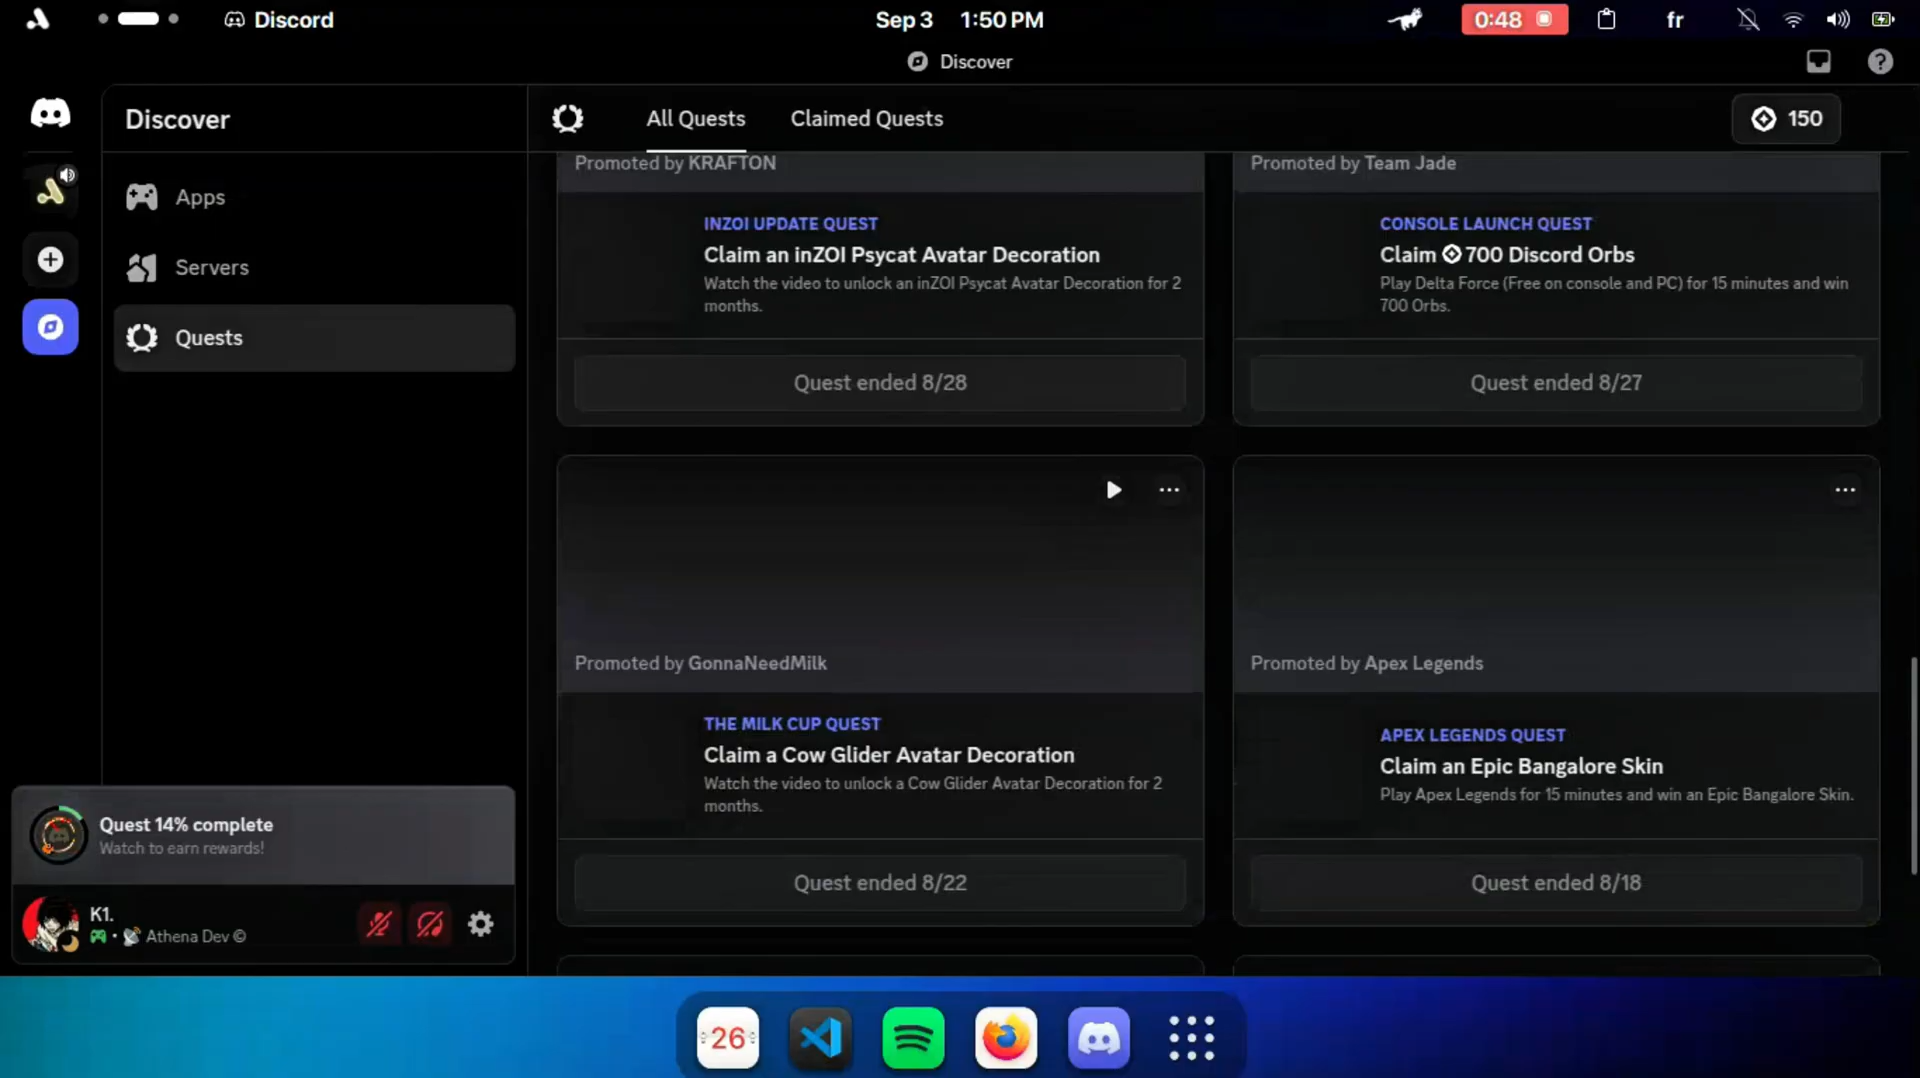 Discord
Sep 3 1:50 PM
0:48
fr
Discover
Discover
All Quests
Claimed Quests
150
Apps
Servers
Quests
Promoted by KRAFTON
INZOI UPDATE QUEST
Claim an inZOI Psycat Avatar Decoration
Watch the video to unlock an inZOI Psycat Avatar Decoration for 2
months.
Quest ended 8/28
Promoted by Team Jade
CONSOLE LAUNCH QUEST
Claim 700 Discord Orbs
Play Delta Force (Free on console and PC) for 15 minutes and win
700 Orbs.
Quest ended 8/27
Promoted by GonnaNeedMilk
THE MILK CUP QUEST
Claim a Cow Glider Avatar Decoration
Watch the video to unlock a Cow Glider Avatar Decoration for 2
months.
Quest ended 8/22
Promoted by Apex Legends
APEX LEGENDS QUEST
Claim an Epic Bangalore Skin
Play Apex Legends for 15 minutes and win an Epic Bangalore Skin.
Quest ended 8/18
Quest 14% complete
Watch to earn rewards!
K1.
Athena Dev ©
26